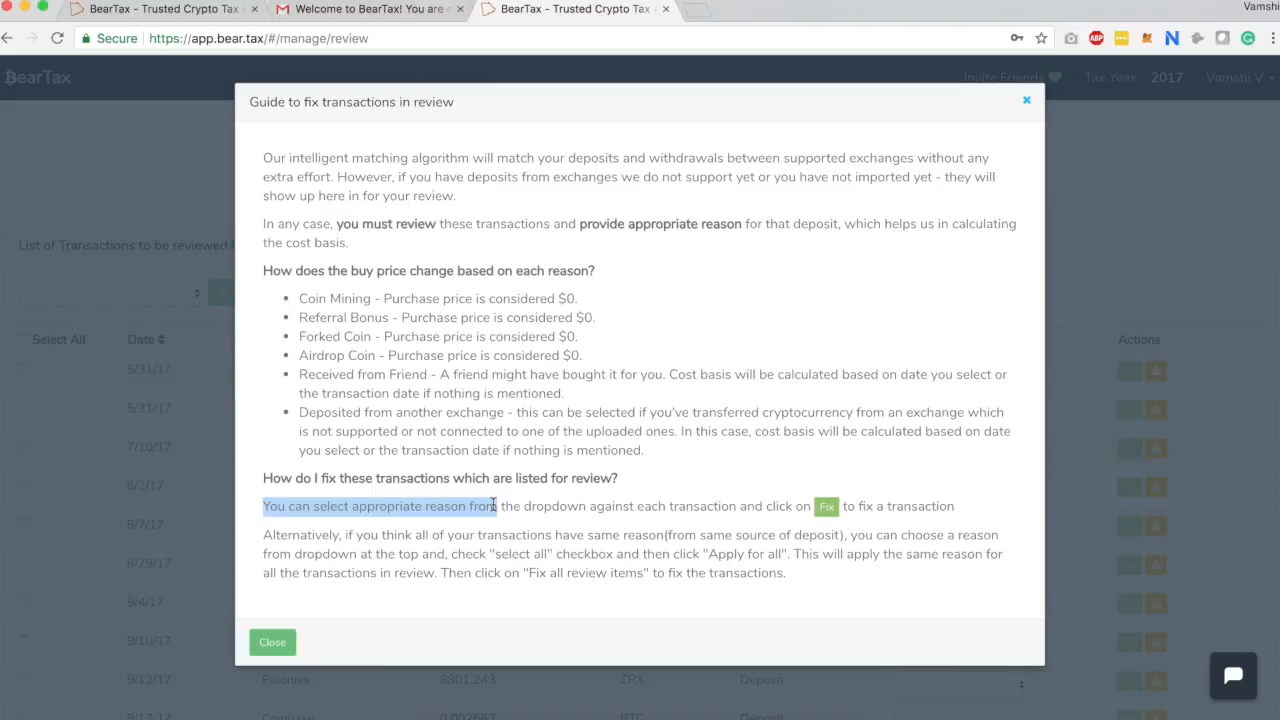 BearTax - Trusted Crypto Tax
Welcome to BearTax! You are
BearTax - Trusted Crypto Tax
Vamshi
Secure
https://app.bear.tax/#/manage/review
ABP
N
G
BearTax
Invite Friends
Tax Year:
2017
Vamshi V
Guide to fix transactions in review
×
Our intelligent matching algorithm will match your deposits and withdrawals between supported exchanges without any
extra effort. However, if you have deposits from exchanges we do not support yet or you have not imported yet - they will
show up here in for your review.
In any case, you must review these transactions and provide appropriate reason for that deposit, which helps us in calculating
the cost basis.
List of Transactions to be reviewed
How does the buy price change based on each reason?
Coin Mining - Purchase price is considered $0.
Referral Bonus - Purchase price is considered $0.
Forked Coin - Purchase price is considered $0.
Airdrop Coin - Purchase price is considered $0.
Received from Friend - A friend might have bought it for you. Cost basis will be calculated based on date you select or
the transaction date if nothing is mentioned.
Deposited from another exchange - this can be selected if you've transferred cryptocurrency from an exchange which
is not supported or not connected to one of the uploaded ones. In this case, cost basis will be calculated based on date
you select or the transaction date if nothing is mentioned.
How do I fix these transactions which are listed for review?
You can select appropriate reason from the dropdown against each transaction and click on Fix to fix a transaction
Alternatively, if you think all of your transactions have same reason(from same source of deposit), you can choose a reason
from dropdown at the top and, check "select all" checkbox and then click "Apply for all". This will apply the same reason for
all the transactions in review. Then click on "Fix all review items" to fix the transactions.
Close
Select All
Date
Actions
5/31/17
5/31/17
7/10/17
8/2/17
8/7/17
8/29/17
9/4/17
9/10/17
9/12/17
Poloniex
8801.243
ZRX
Deposit
9/17/17
Coinbase
0.002663
BTC
Deposit